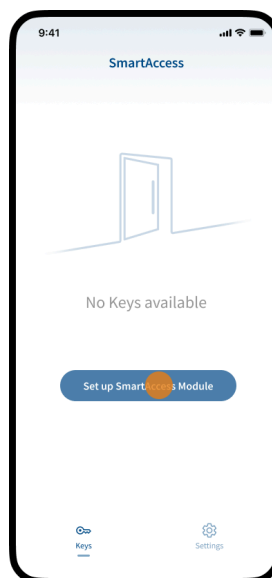 9:41
SmartAccess
No Keys available
Set up SmartAccess Module
Keys
Settings